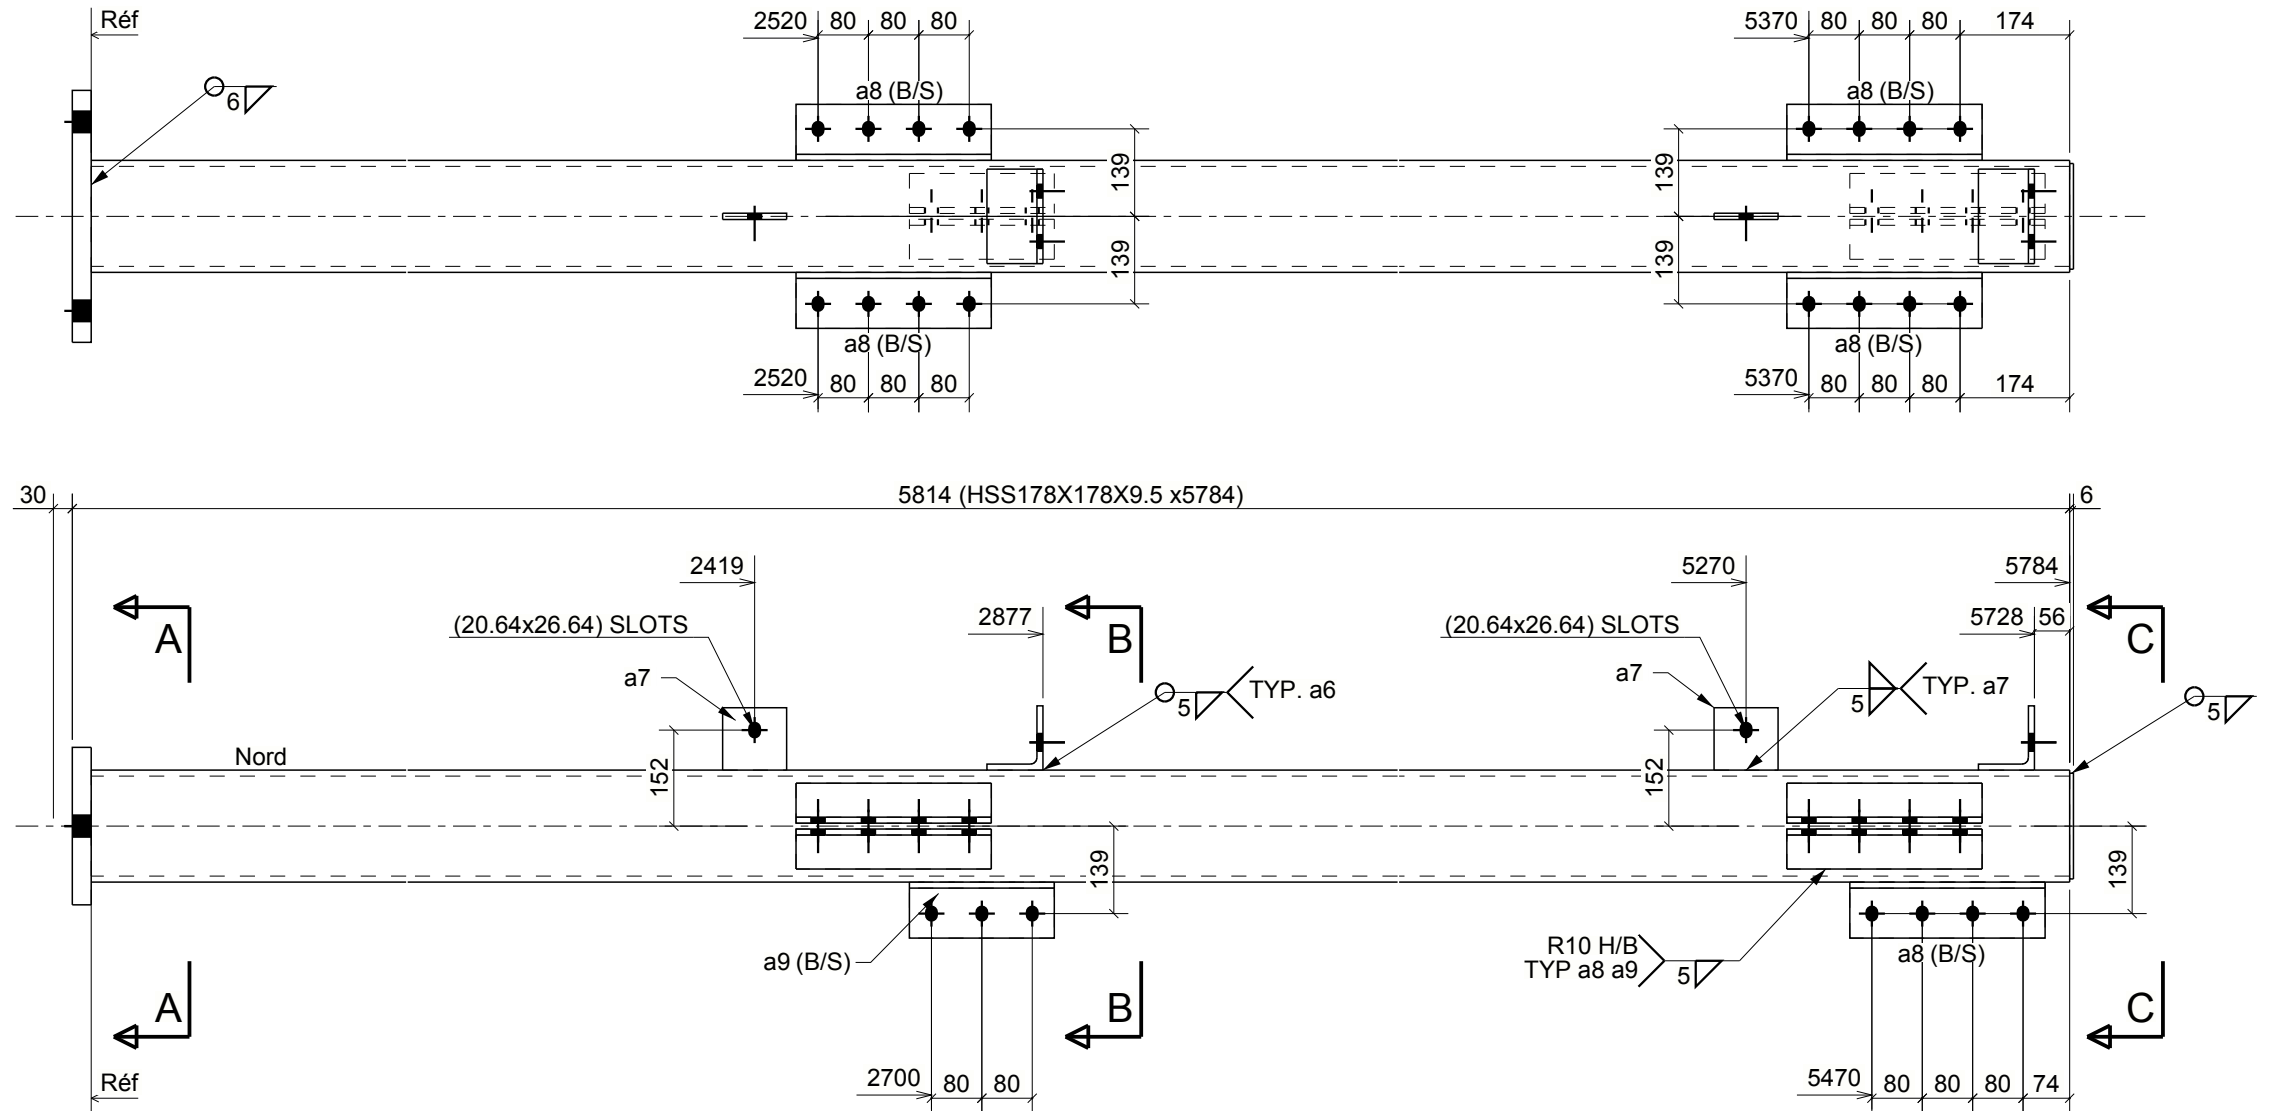 Réf
2520 80 80 80
5370 80 80 80 174
6
a8 (B/S)
a8 (B/S)
139
139
139
139
a8 (B/S)
a8 (B/S)
2520 80 80 80
5370 80 80 80 174
30
5814 (HSS178X178X9.5 x5784)
6
2419
5270
5784
2877
5728 56
A
(20.64x26.64) SLOTS
B
(20.64x26.64) SLOTS
C
a7
5
TYP. a6
a7
5
TYP. a7
5
Nord
152
152
139
139
a9 (B/S)
R10 H/B
TYP a8 a9
5
a8 (B/S)
A
B
C
Réf
2700 80 80
5470 80 80 80 74